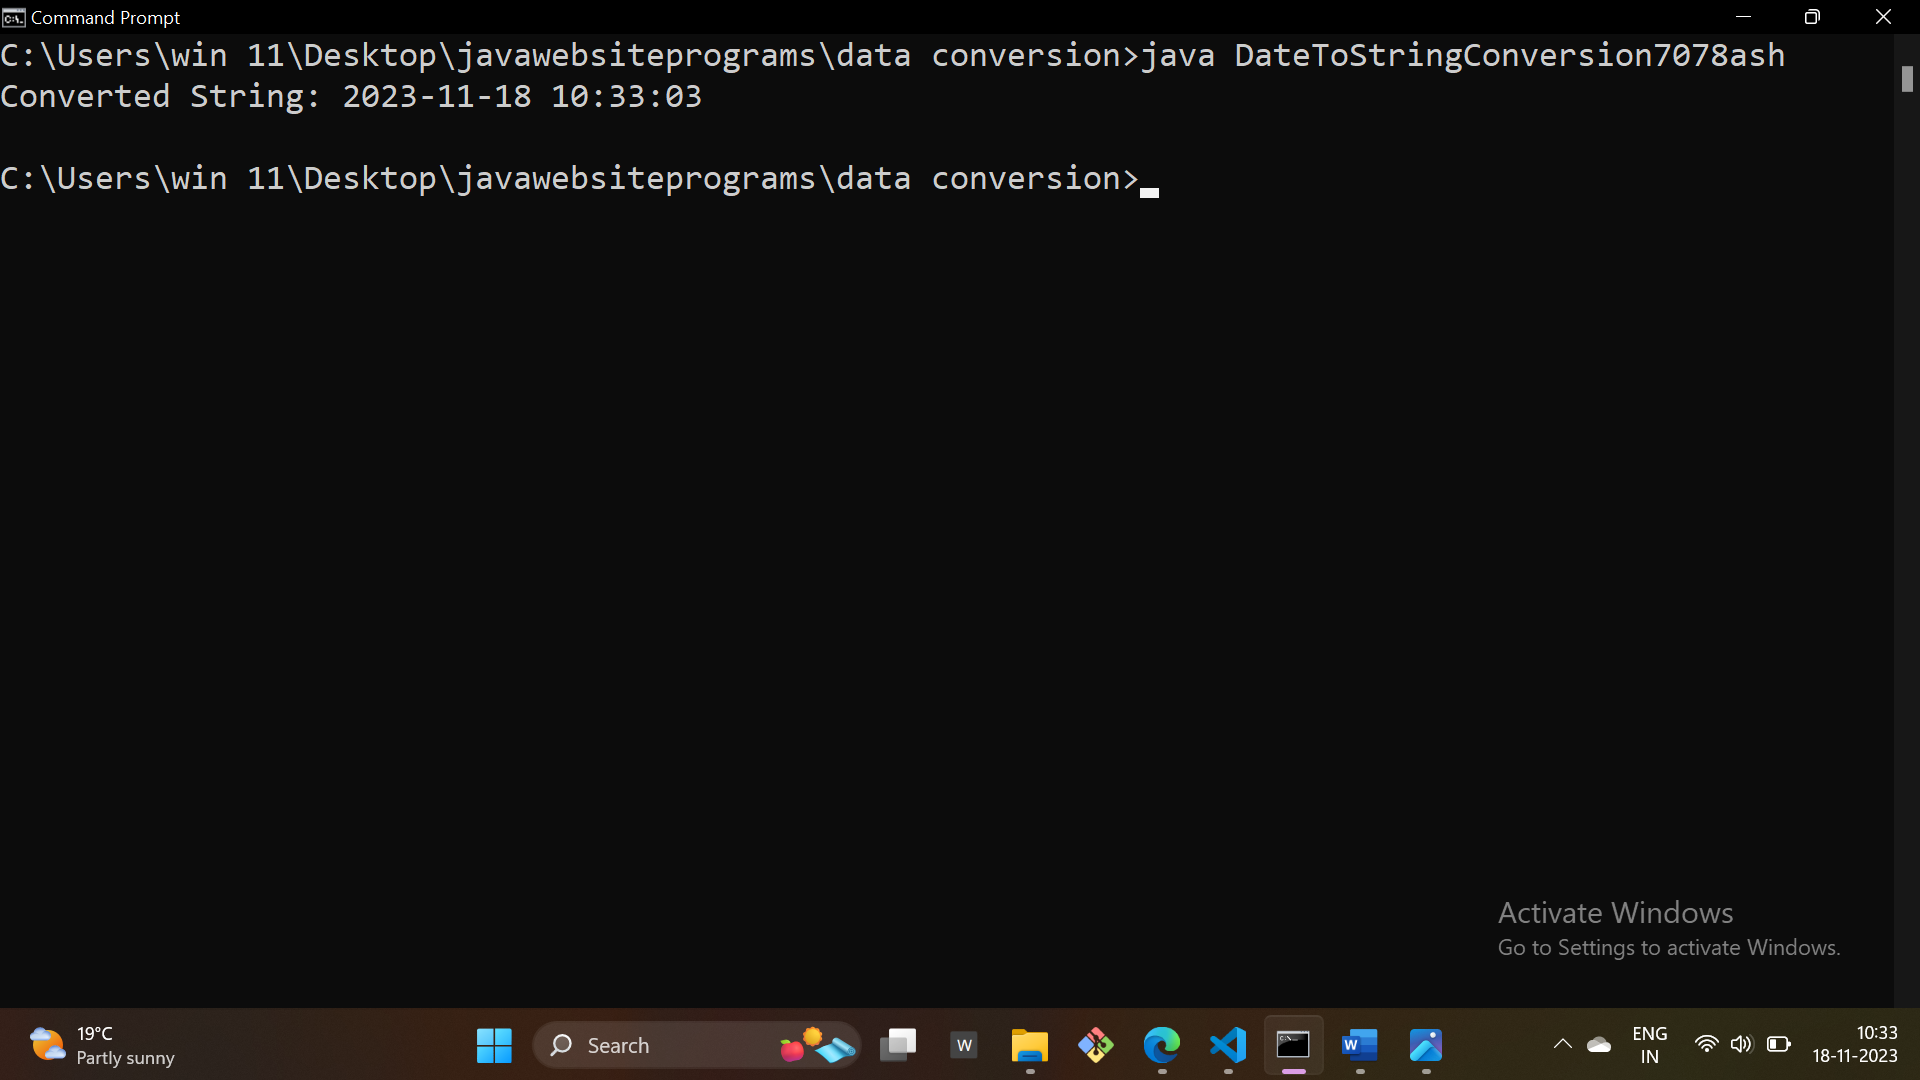 Command Prompt
C:\Users\win 11\Desktop\javawebsiteprograms\data conversion>java DateToStringConversion7078ash
Converted String: 2023-11-18 10:33:03
C:\Users\win 11\Desktop\javawebsiteprograms\data conversion>
Activate Windows
Go to Settings to activate Windows.
19°C
Partly sunny
Search
W
W
ENG
IN
10:33
18-11-2023